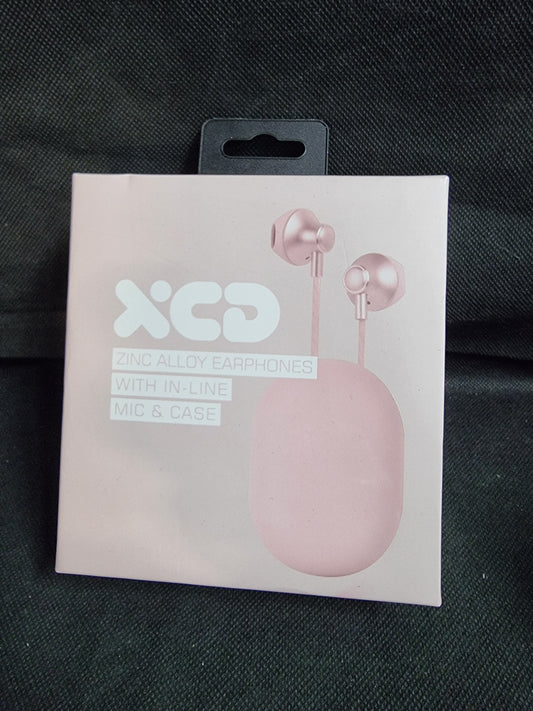 XCD
ZINC ALLOY EARPHONES
WITH IN-LINE
MIC & CASE